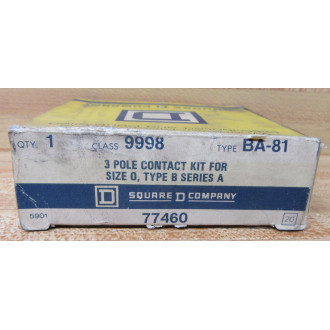 QTY. 1 CLASS 9998 TYPE BA-81
3 POLE CONTACT KIT FOR
SIZE 0, TYPE B SERIES A
D SQUARE D COMPANY
5901 77460 20